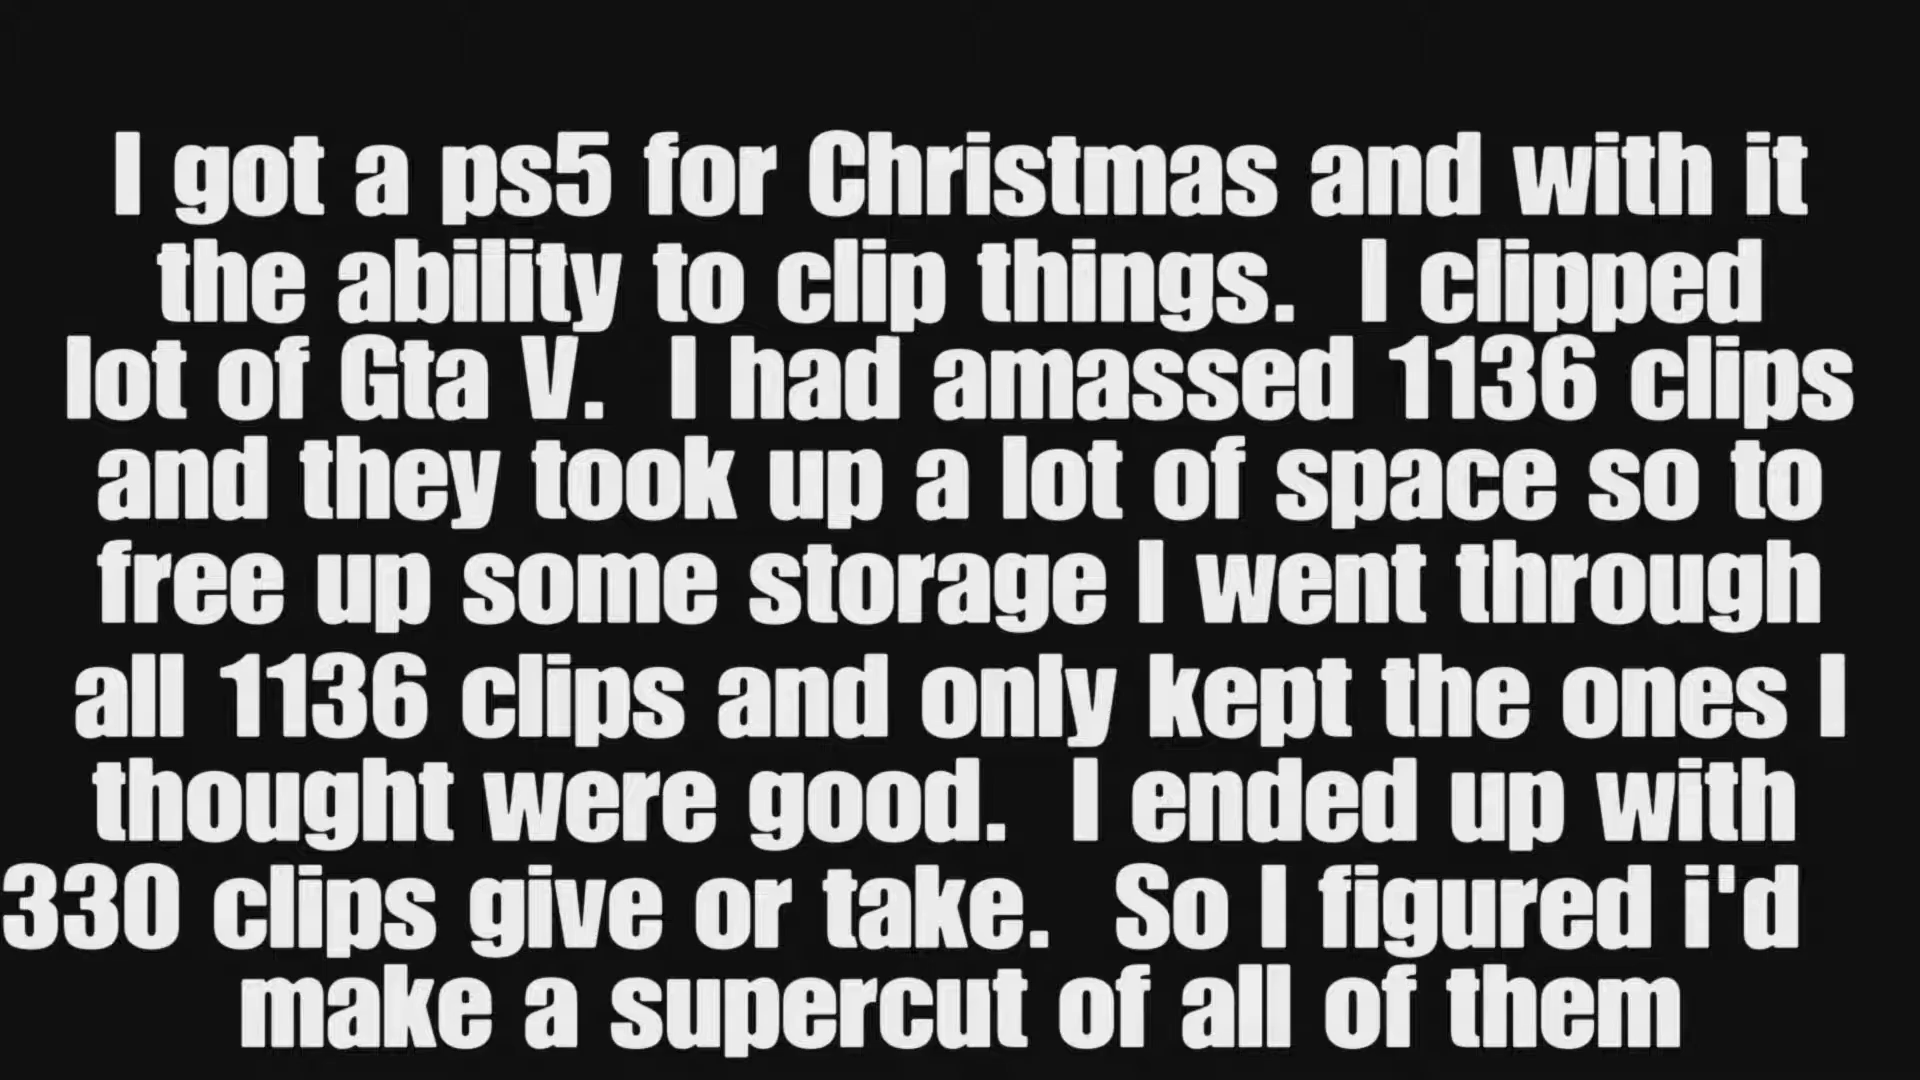 I got a ps5 for Christmas and with it
the ability to clip things.  I clipped
lot of Gta V.  I had amassed 1136 clips
and they took up a lot of space so to
free up some storage I went through
all 1136 clips and only kept the ones I
thought were good.  I ended up with
330 clips give or take.  So I figured i'd
make a supercut of all of them